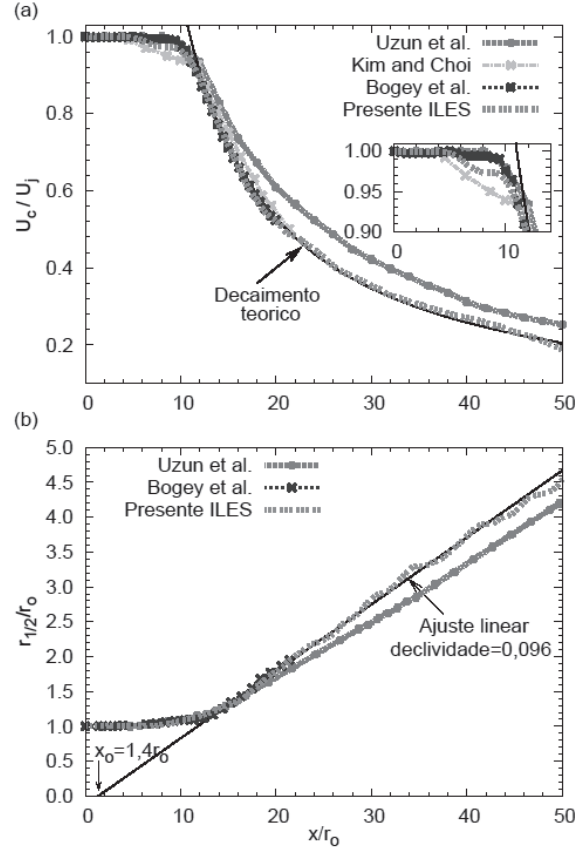 (a)
1.0
0.8
0.6
0.4
0.2
U_c / U_j
Uzun et al.
Kim and Choi
Bogey et al.
Presente ILES
1.00
0.95
0.90
0 10
Decaimento
teorico
0 10 20 30 40 50
(b)
5.0
4.5
4.0
3.5
3.0
2.5
2.0
1.5
1.0
0.5
0.0
r_1/2/r_o
Uzun et al.
Bogey et al.
Presente ILES
Ajuste linear
declividade=0,096
x_o=1,4r_o
0 10 20 30 40 50
x/r_o